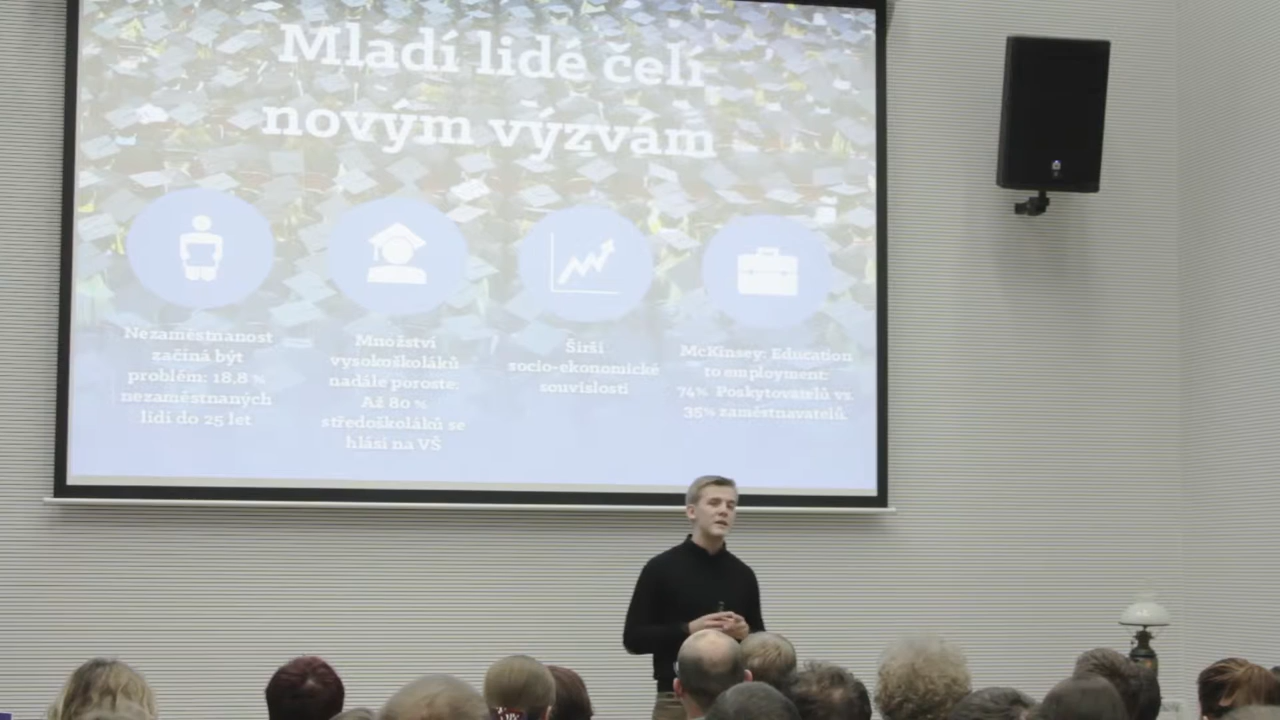 Mladí lidé čelí
novým výzvám
Nezaměstnanost
začíná být
problém: 18,8 %
nezaměstnaných
lidí do 25 let
Množství
vysokoškoláků
nadále poroste:
Až 80 %
středoškoláků se
hlásí na VŠ
Širší
socio-ekonomické
souvislosti
McKinsey: Education
to employment:
74% Poskytovatelů vs.
35% zaměstnavatelů